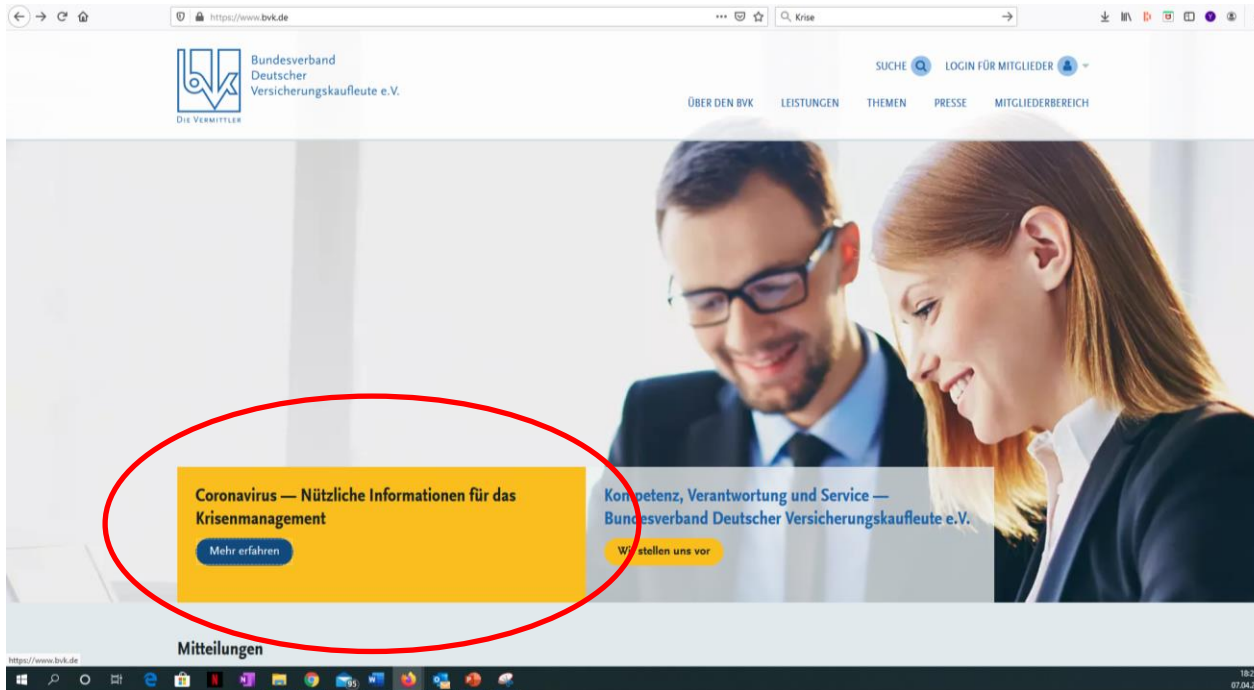 https://www.bvk.de
Krise
bvk
DIE VERMITTLER
Bundesverband
Deutscher
Versicherungskaufleute e.V.
SUCHE
LOGIN FÜR MITGLIEDER
ÜBER DEN BVK LEISTUNGEN THEMEN PRESSE MITGLIEDERBEREICH
Coronavirus — Nützliche Informationen für das
Krisenmanagement
Mehr erfahren
Kompetenz, Verantwortung und Service —
Bundesverband Deutscher Versicherungskaufleute e.V.
Wir stellen uns vor
Mitteilungen
https://www.bvk.de
95